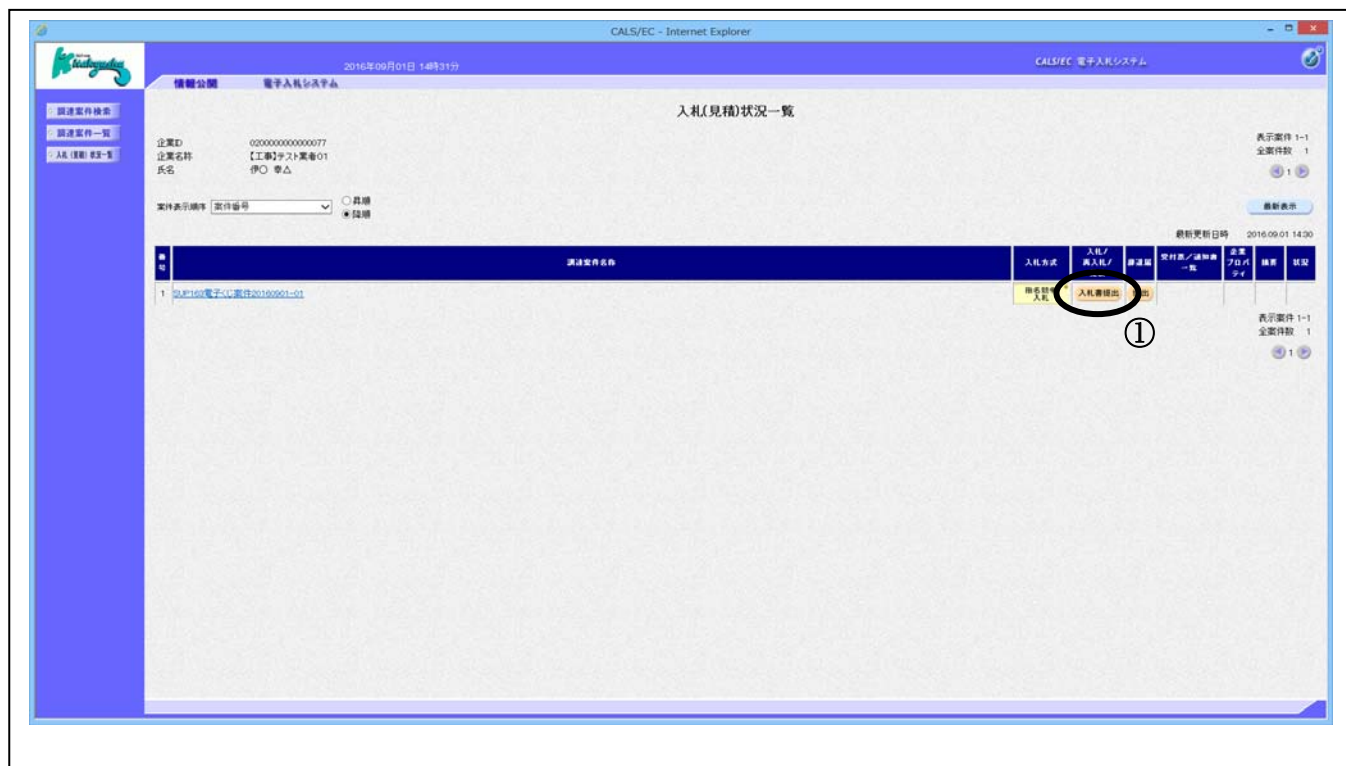 CALS/EC - Internet Explorer
2016年09月01日 14時31分
CALS/EC 電子入札システム
情報公開 電子入札システム
調達案件検索
調達案件一覧
入札(見積)状況一覧
入札(見積)状況一覧
企業ID 0200000000000077
企業名称 【工事】テスト業者01
氏名 伊〇 幸△
表示案件 1-1
全案件数 1
1
案件表示順序 案件番号
昇順
降順
最新表示
最新更新日時 2016.09.01 14:30
番号 調達案件名称 入札方式 入札/再入札/ 辞退届 受付票/通知書一覧 企業プロパティ 摘要 状況
1 SUP160電子くじ案件20160901-01 入札 入札書提出
①
表示案件 1-1
全案件数 1
1